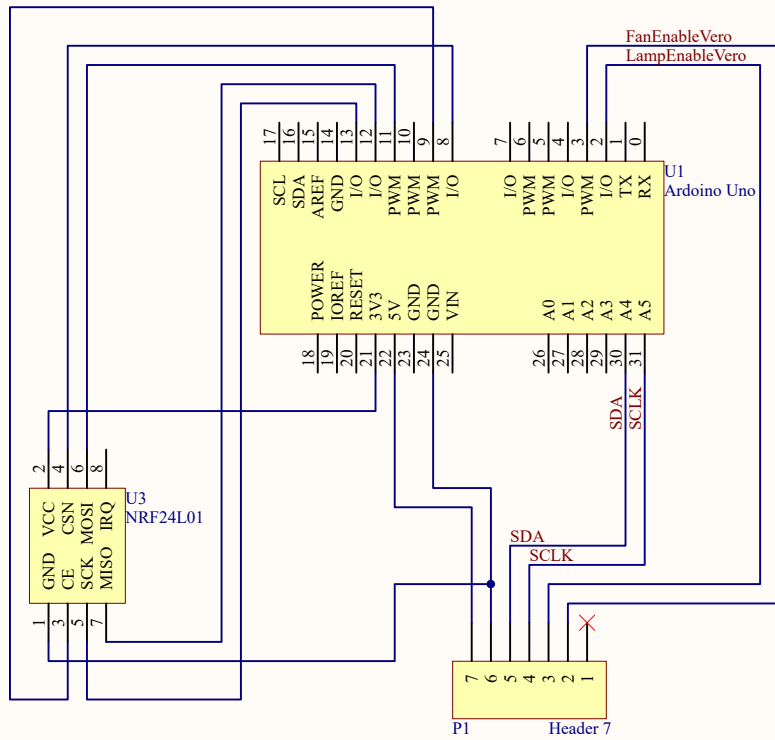 FanEnableVero
LampEnableVero
17 16 15 14 13 12 11 10 9 8 7 6 5 4 3 2 1 0
SCL SDA AREF GND I/O I/O PWM PWM PWM I/O I/O PWM PWM I/O PWM I/O TX RX
U1
Ardoino Uno
POWER IOREF RESET 3V3 5V GND GND VIN A0 A1 A2 A3 A4 A5
18 19 20 21 22 23 24 25 26 27 28 29 30 31
SDA SCLK
2 4 6 8
VCC CSN MOSI IRQ
U3
NRF24L01
GND CE SCK MISO
1 3 5 7
SDA
SCLK
7 6 5 4 3 2 1
P1 Header 7